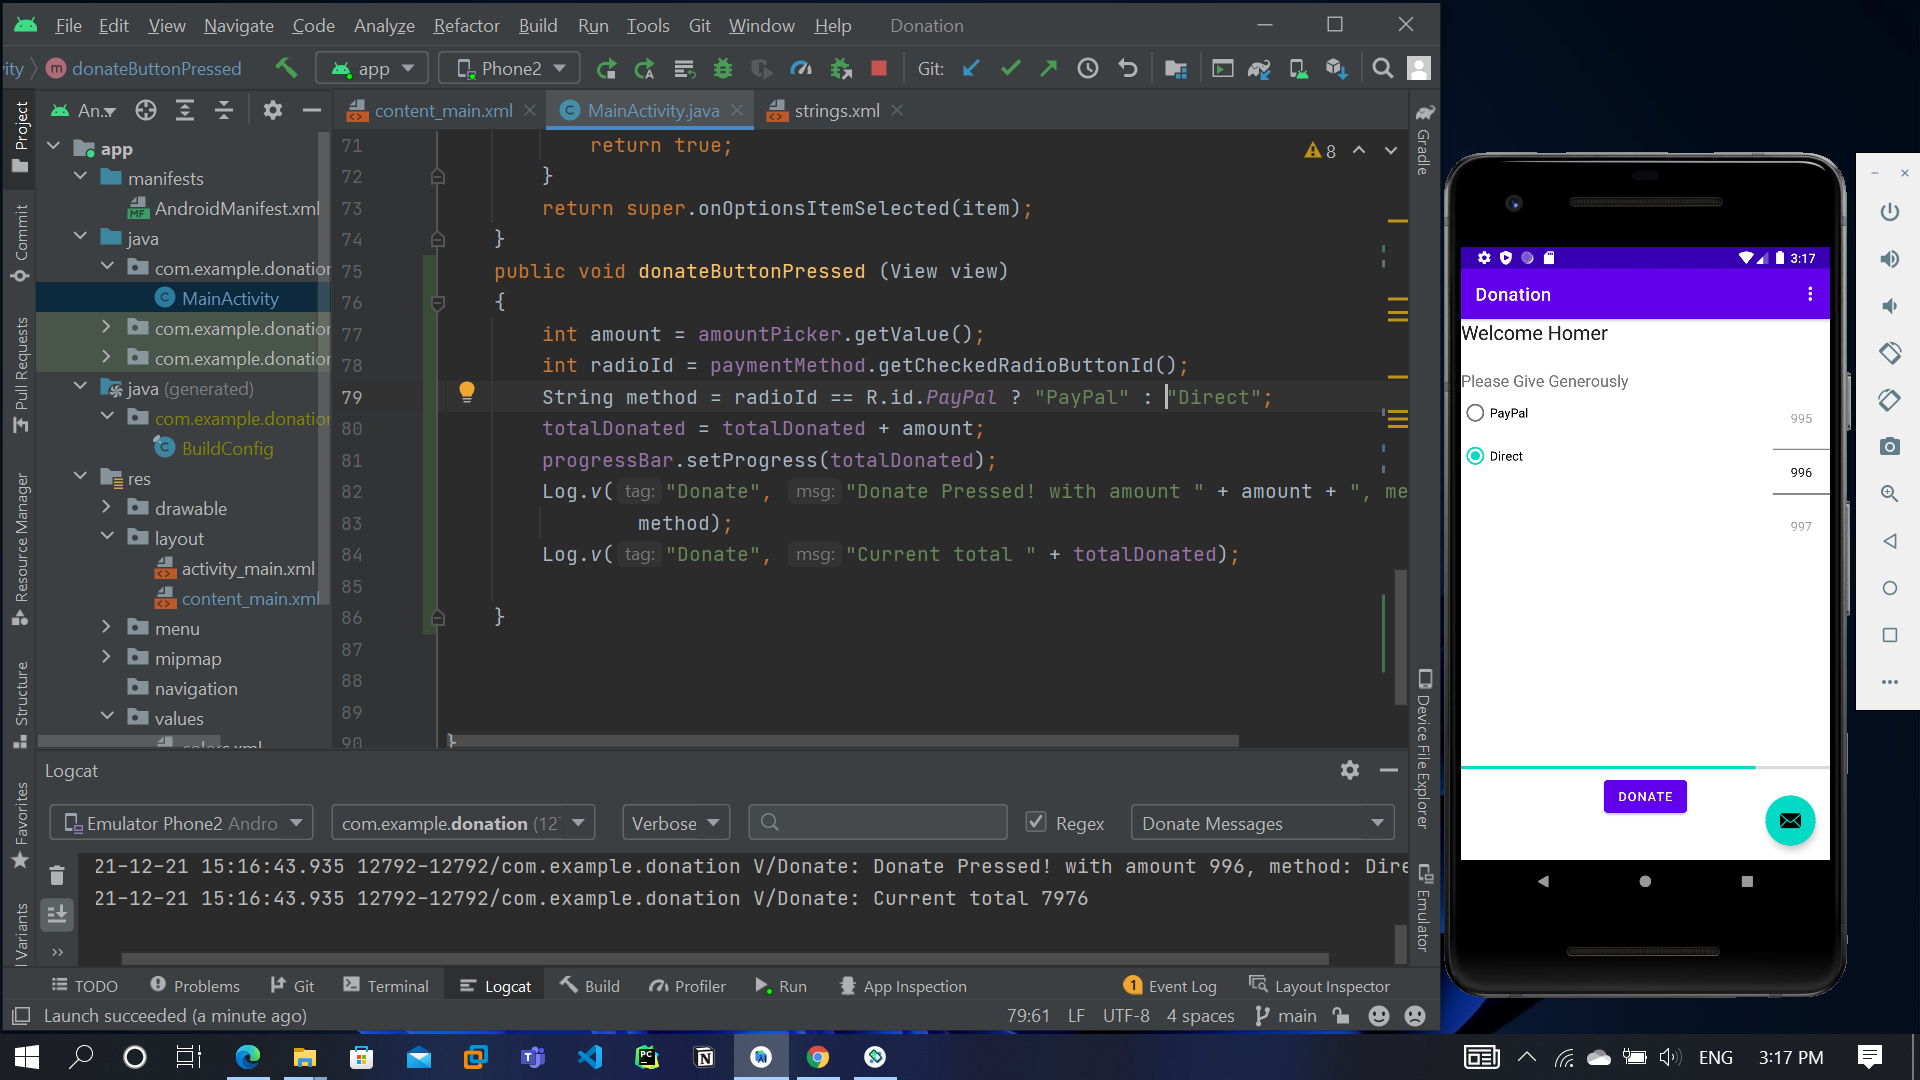 File Edit View Navigate Code Analyze Refactor Build Run Tools Git Window Help Donation
vity donateButtonPressed app Phone2 Git:
An..
content_main.xml MainActivity.java strings.xml
Project
Commit
Pull Requests
Resource Manager
Structure
Favorites
Variants
app
manifests
AndroidManifest.xml
java
com.example.donation
MainActivity
com.example.donation
com.example.donation
java (generated)
com.example.donation
BuildConfig
res
drawable
layout
activity_main.xml
content_main.xml
menu
mipmap
navigation
values
colors.xml
8
71 return true;
72 }
73 return super.onOptionsItemSelected(item);
74 }
75 public void donateButtonPressed (View view)
76 {
77 int amount = amountPicker.getValue();
78 int radioId = paymentMethod.getCheckedRadioButtonId();
79 String method = radioId == R.id.PayPal ? "PayPal" : "Direct";
80 totalDonated = totalDonated + amount;
81 progressBar.setProgress(totalDonated);
82 Log.v( tag: "Donate", msg: "Donate Pressed! with amount " + amount + ", me
83 method);
84 Log.v( tag: "Donate", msg: "Current total " + totalDonated);
85
86 }
87
88
89
90 }
Gradle
Device File Explorer
Emulator
Logcat
Emulator Phone2 Andro com.example.donation (12 Verbose Regex Donate Messages
21-12-21 15:16:43.935 12792-12792/com.example.donation V/Donate: Donate Pressed! with amount 996, method: Dire
21-12-21 15:16:43.935 12792-12792/com.example.donation V/Donate: Current total 7976
TODO Problems Git Terminal Logcat Build Profiler Run App Inspection 1 Event Log Layout Inspector
Launch succeeded (a minute ago) 79:61 LF UTF-8 4 spaces main
3:17
Donation
Welcome Homer
Please Give Generously
PayPal
Direct
995
996
997
DONATE
ENG 3:17 PM